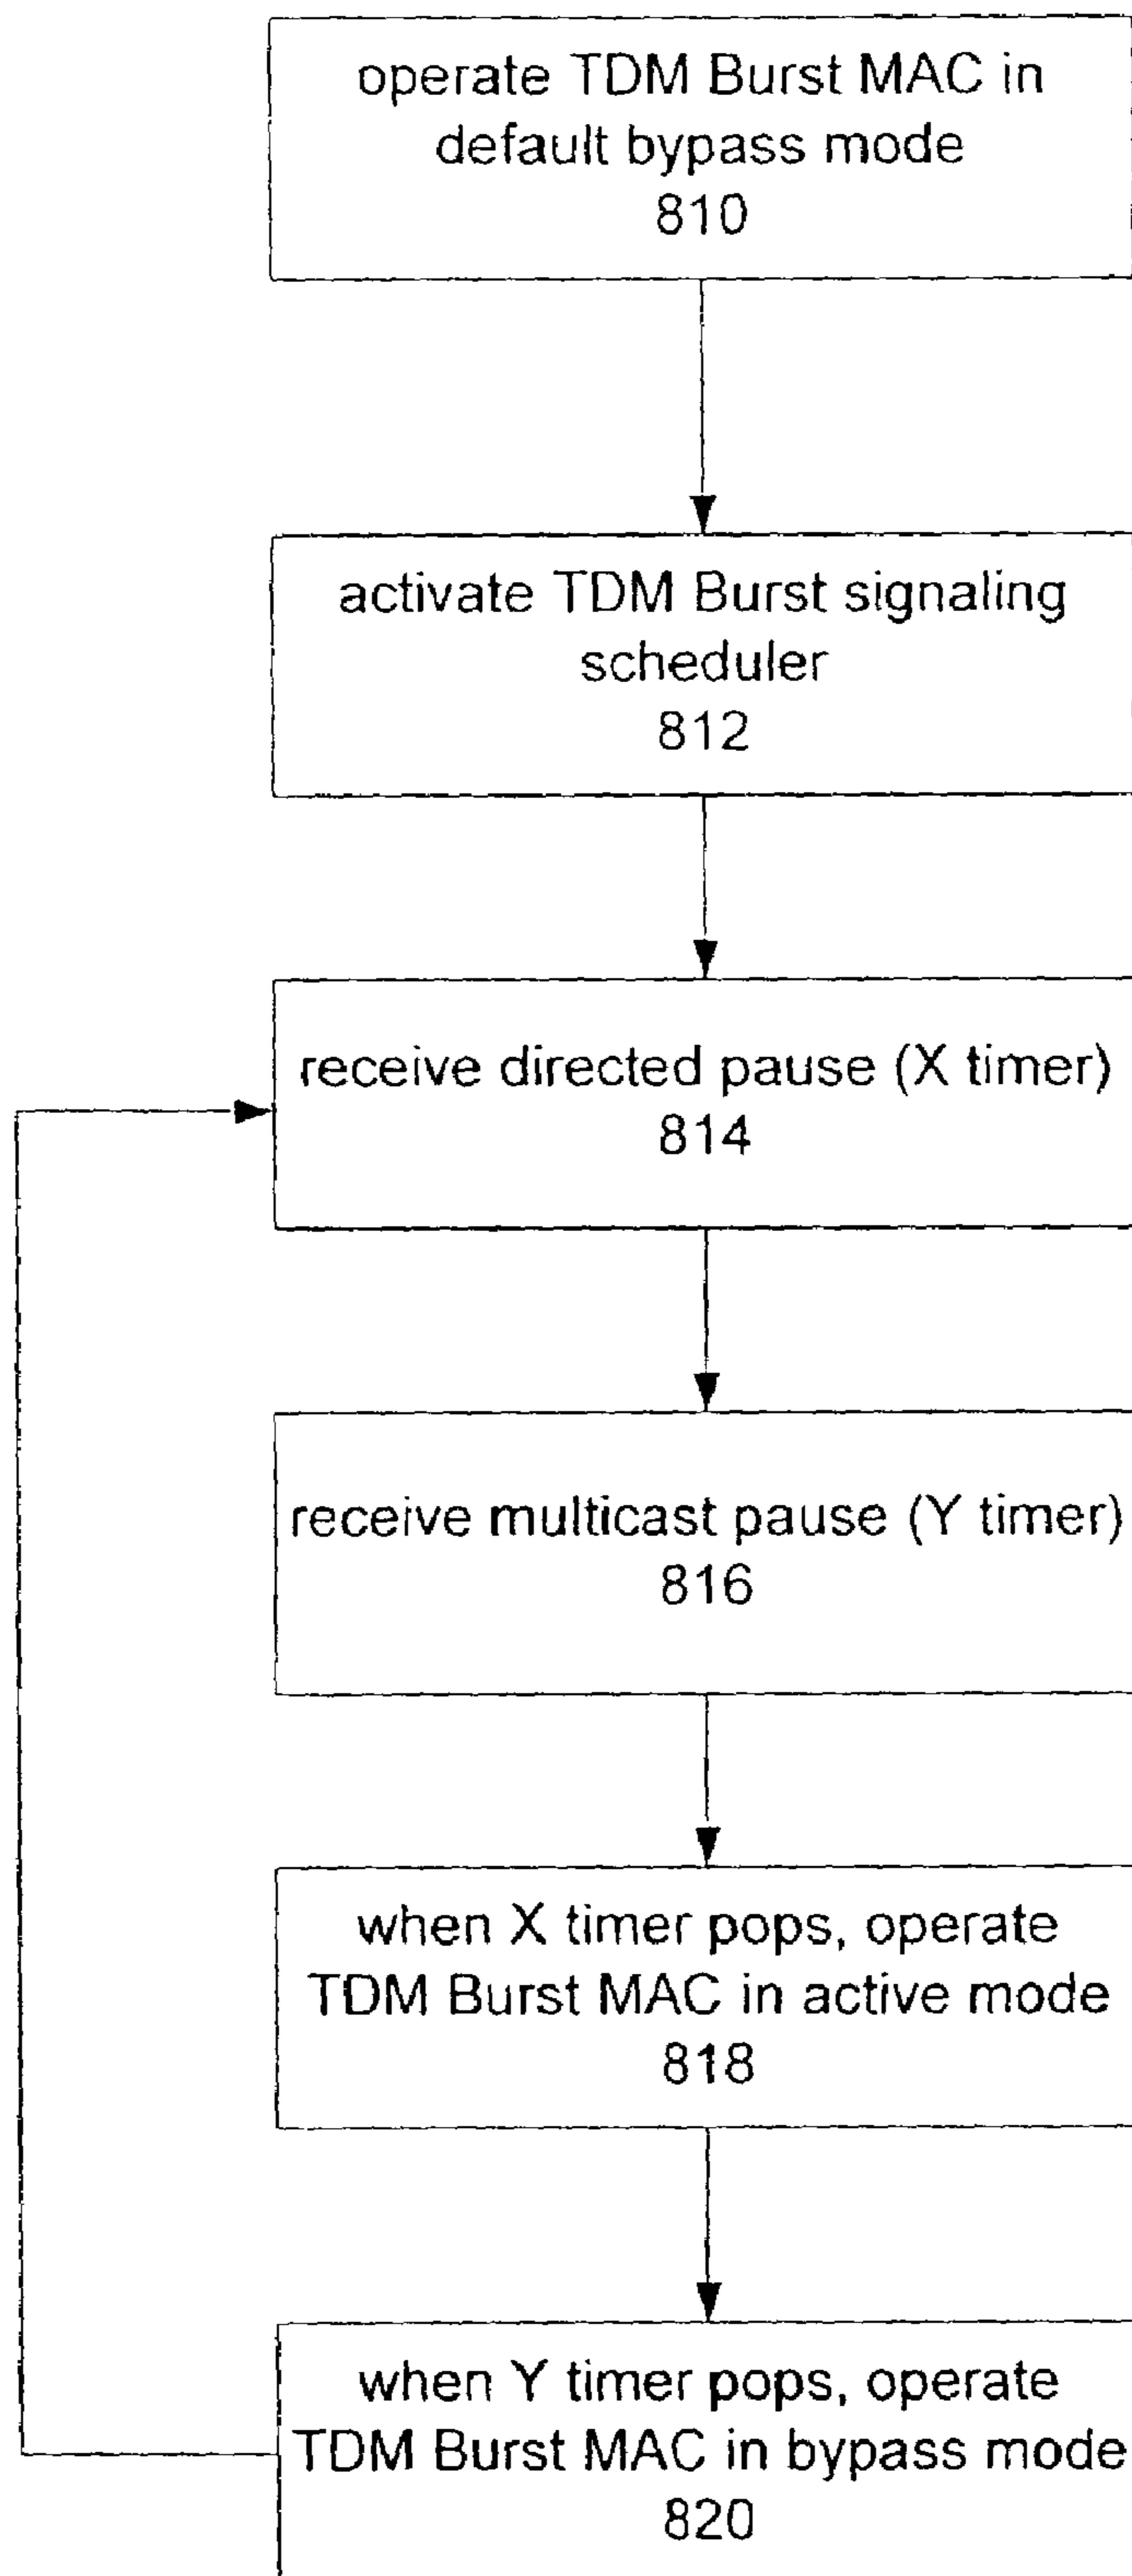 operate TDM Burst MAC in
default bypass mode
810
activate TDM Burst signaling
scheduler
812
receive directed pause (X timer)
814
receive multicast pause (Y timer)
816
when X timer pops, operate
TDM Burst MAC in active mode
818
when Y timer pops, operate
TDM Burst MAC in bypass mode
820